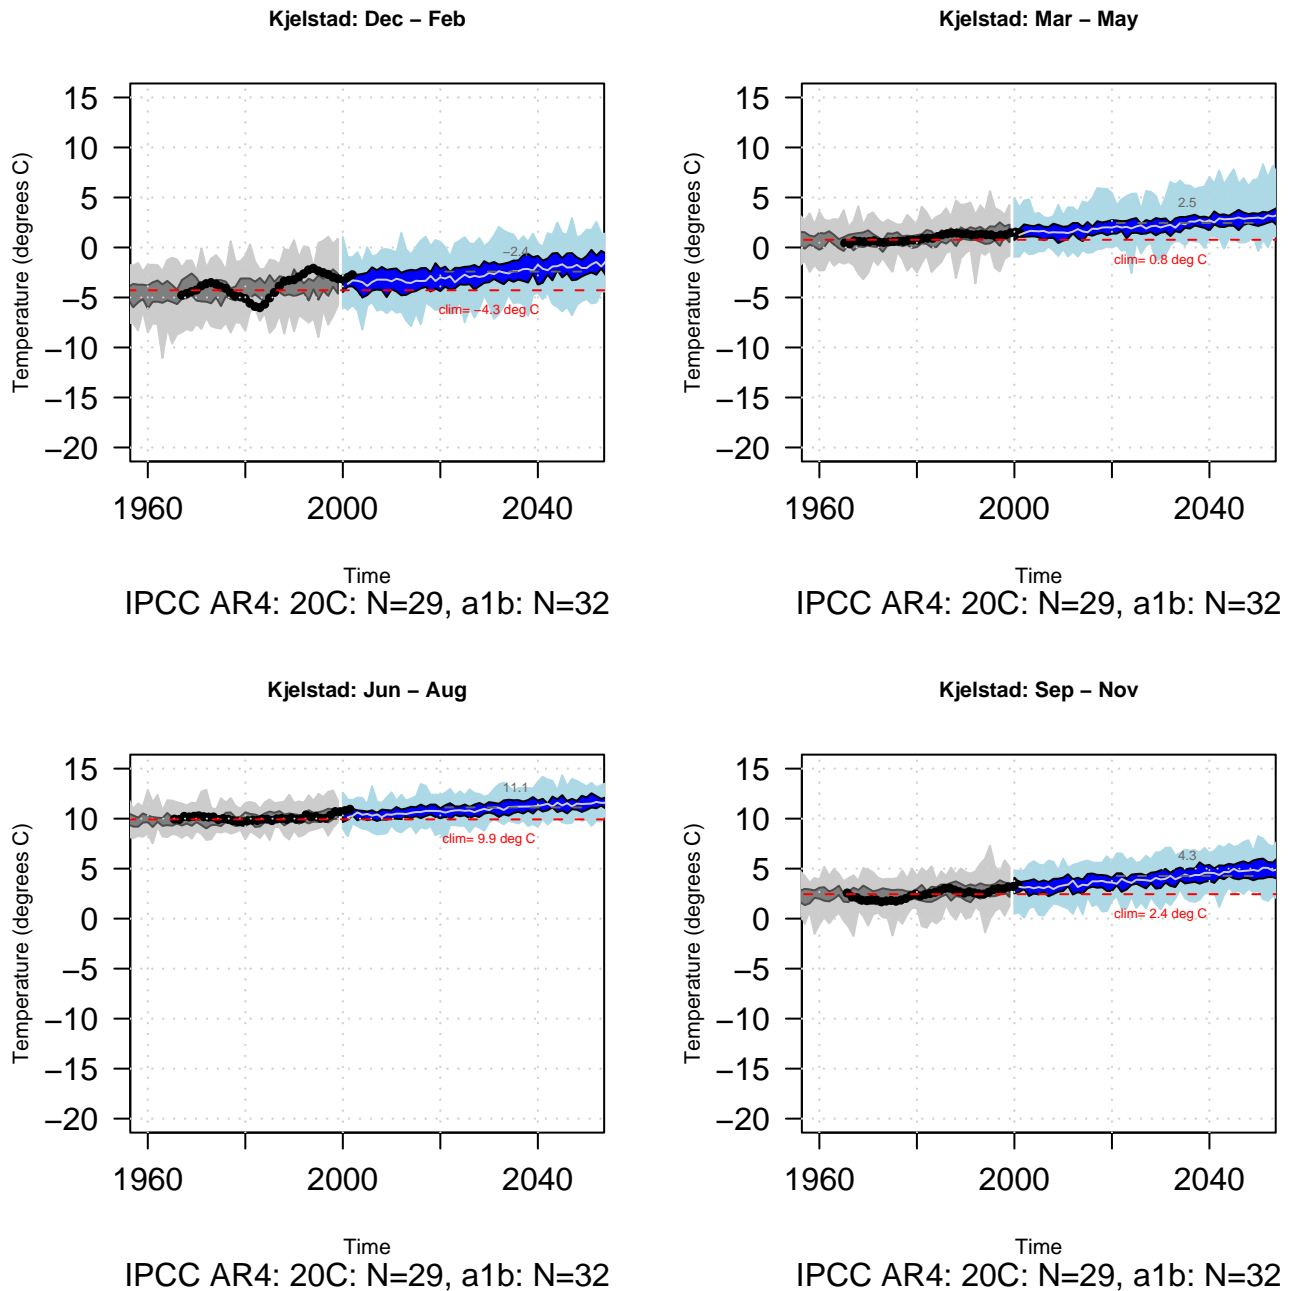 Kjelstad: Dec − Feb
Temperature (degrees C)
15
10
5
0
−5
−10
−15
−20
−2.4
clim= −4.3 deg C
1960
2000
2040
Time
IPCC AR4: 20C: N=29, a1b: N=32
Kjelstad: Mar − May
Temperature (degrees C)
15
10
5
0
−5
−10
−15
−20
2.5
clim= 0.8 deg C
1960
2000
2040
Time
IPCC AR4: 20C: N=29, a1b: N=32
Kjelstad: Jun − Aug
Temperature (degrees C)
15
10
5
0
−5
−10
−15
−20
11.1
clim= 9.9 deg C
1960
2000
2040
Time
IPCC AR4: 20C: N=29, a1b: N=32
Kjelstad: Sep − Nov
Temperature (degrees C)
15
10
5
0
−5
−10
−15
−20
4.3
clim= 2.4 deg C
1960
2000
2040
Time
IPCC AR4: 20C: N=29, a1b: N=32